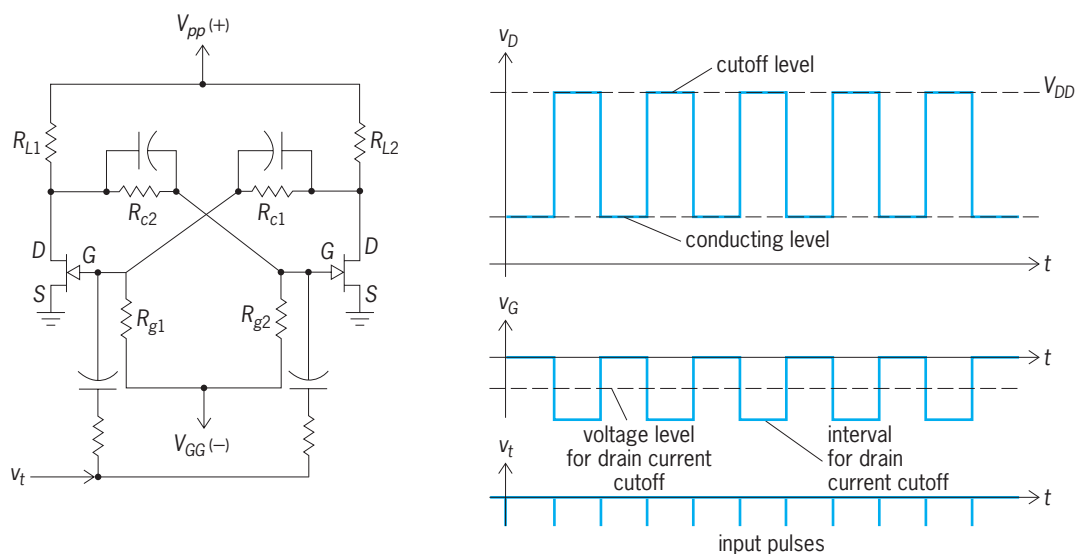 V_pp(+)
R_L1
R_L2
R_c2
R_c1
D
G
S
G
D
S
R_g1
R_g2
V_GG(−)
v_t
v_D
cutoff level
V_DD
conducting level
t
v_G
t
voltage level
for drain current
cutoff
interval
for drain
current cutoff
v_t
t
input pulses